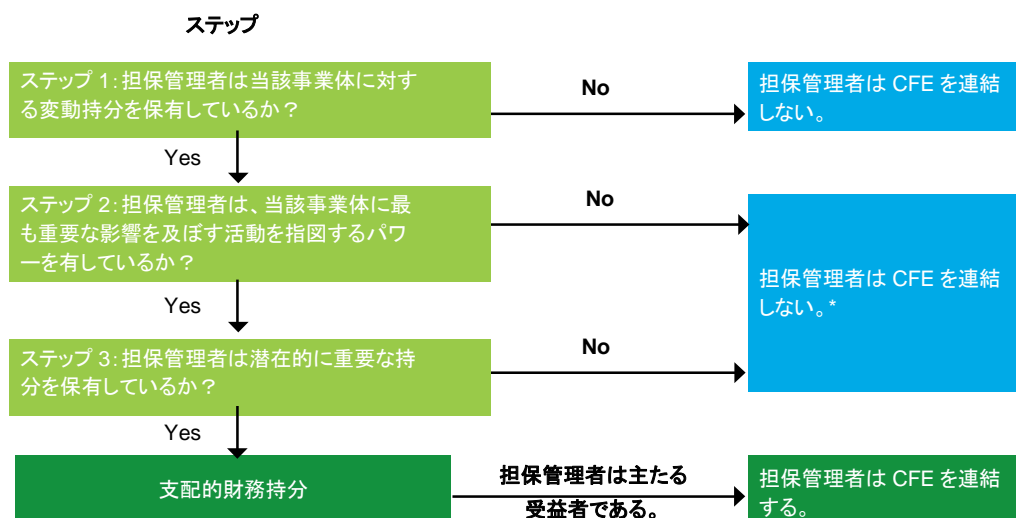 ステップ
ステップ 1：担保管理者は当該事業体に対す
る変動持分を保有しているか？
No
担保管理者は CFE を連結
しない。
Yes
ステップ 2：担保管理者は、当該事業体に最
も重要な影響を及ぼす活動を指図するパワ
ーを有しているか？
No
担保管理者は CFE を連結
しない。*
Yes
ステップ 3：担保管理者は潜在的に重要な持
分を保有しているか？
No
Yes
支配的財務持分
担保管理者は主たる
受益者である。
担保管理者は CFE を連結
する。